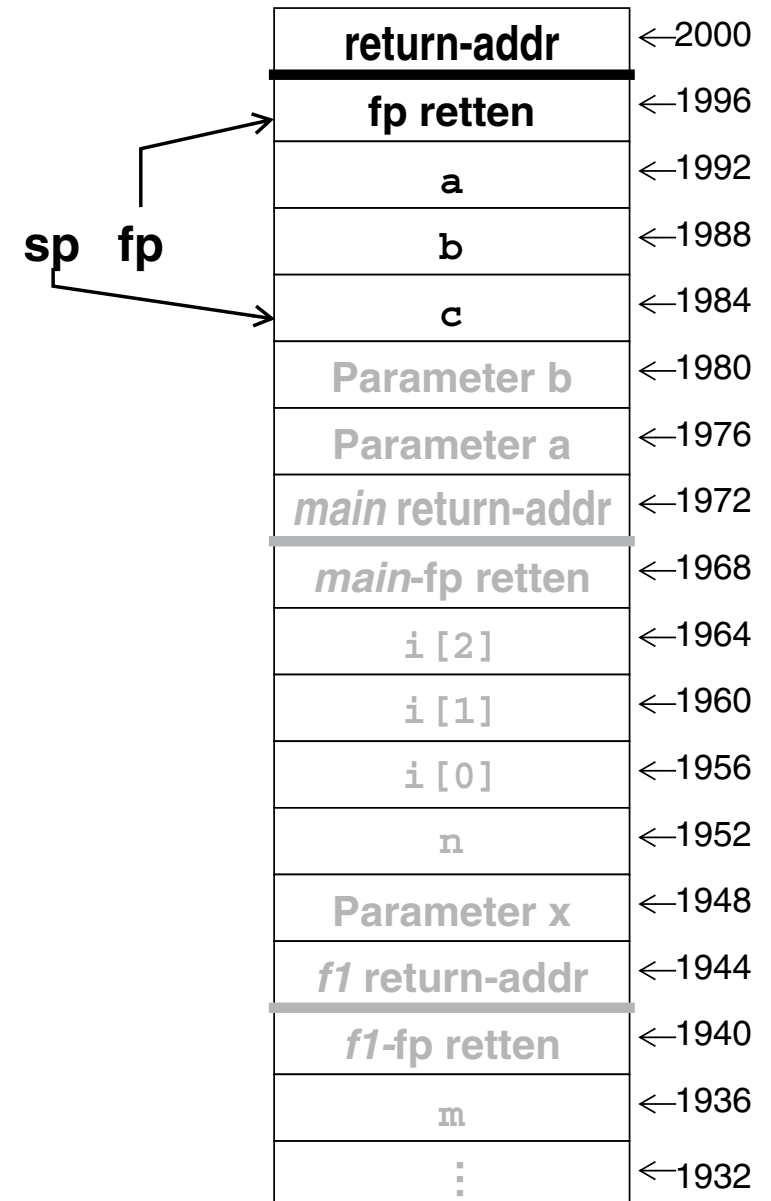 return-addr ←2000
fp retten ←1996
a ←1992
sp fp b ←1988
c ←1984
Parameter b ←1980
Parameter a ←1976
main return-addr ←1972
main-fp retten ←1968
i[2] ←1964
i[1] ←1960
i[0] ←1956
n ←1952
Parameter x ←1948
f1 return-addr ←1944
f1-fp retten ←1940
m ←1936
⋮ ←1932